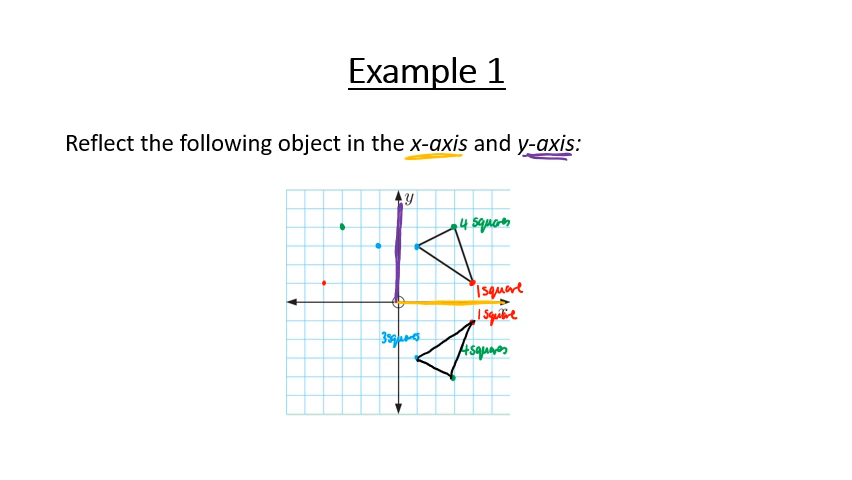 Example 1
Reflect the following object in the x-axis and y-axis:
y
4 squares
1 square
1 square
3 squares
4 squares